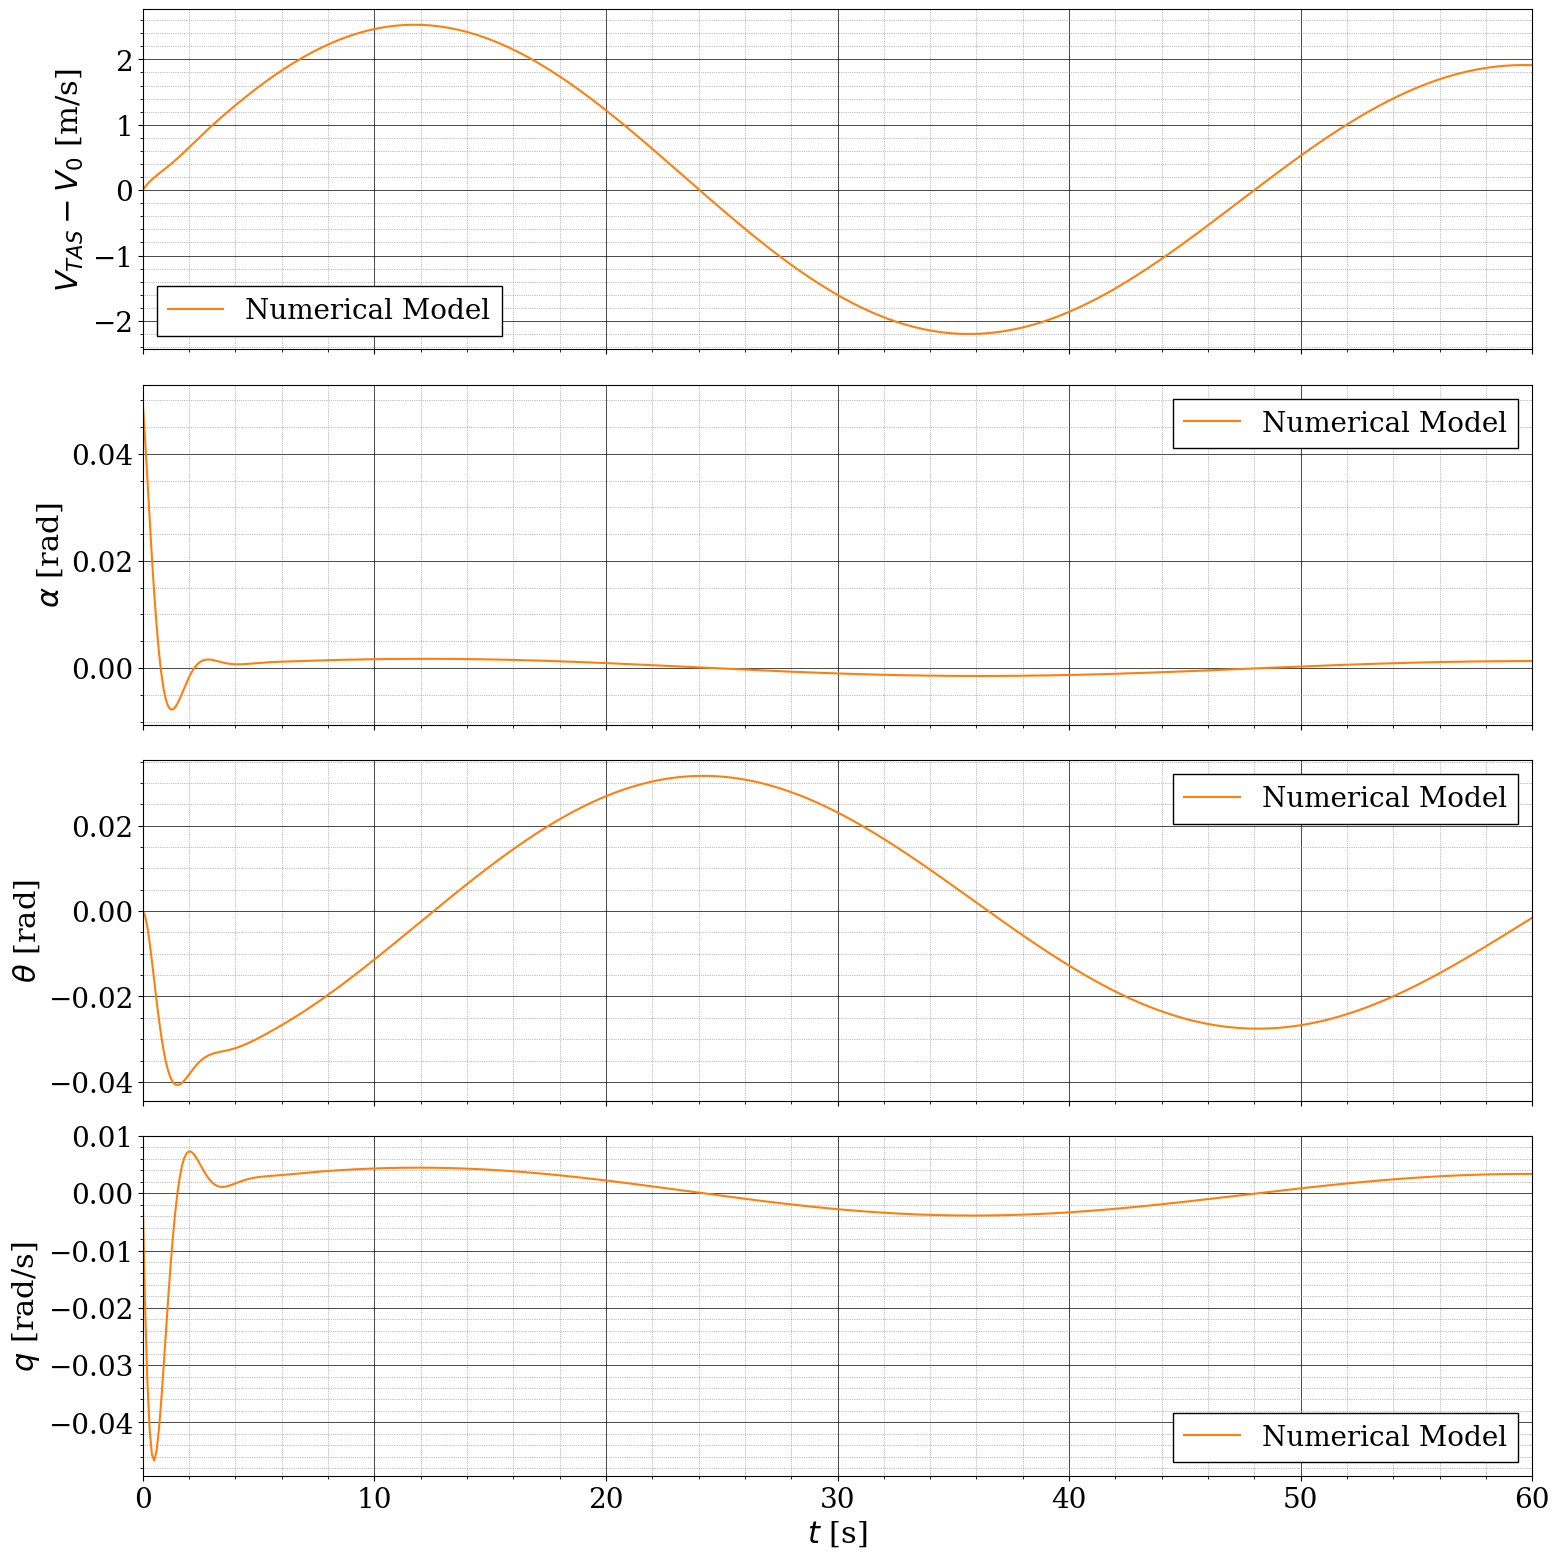 V_TAS − V_0 [m/s]
2
1
0
−1
−2
Numerical Model
α [rad]
0.04
0.02
0.00
Numerical Model
θ [rad]
0.02
0.00
−0.02
−0.04
Numerical Model
q [rad/s]
0.01
0.00
−0.01
−0.02
−0.03
−0.04
Numerical Model
0 10 20 30 40 50 60
t [s]